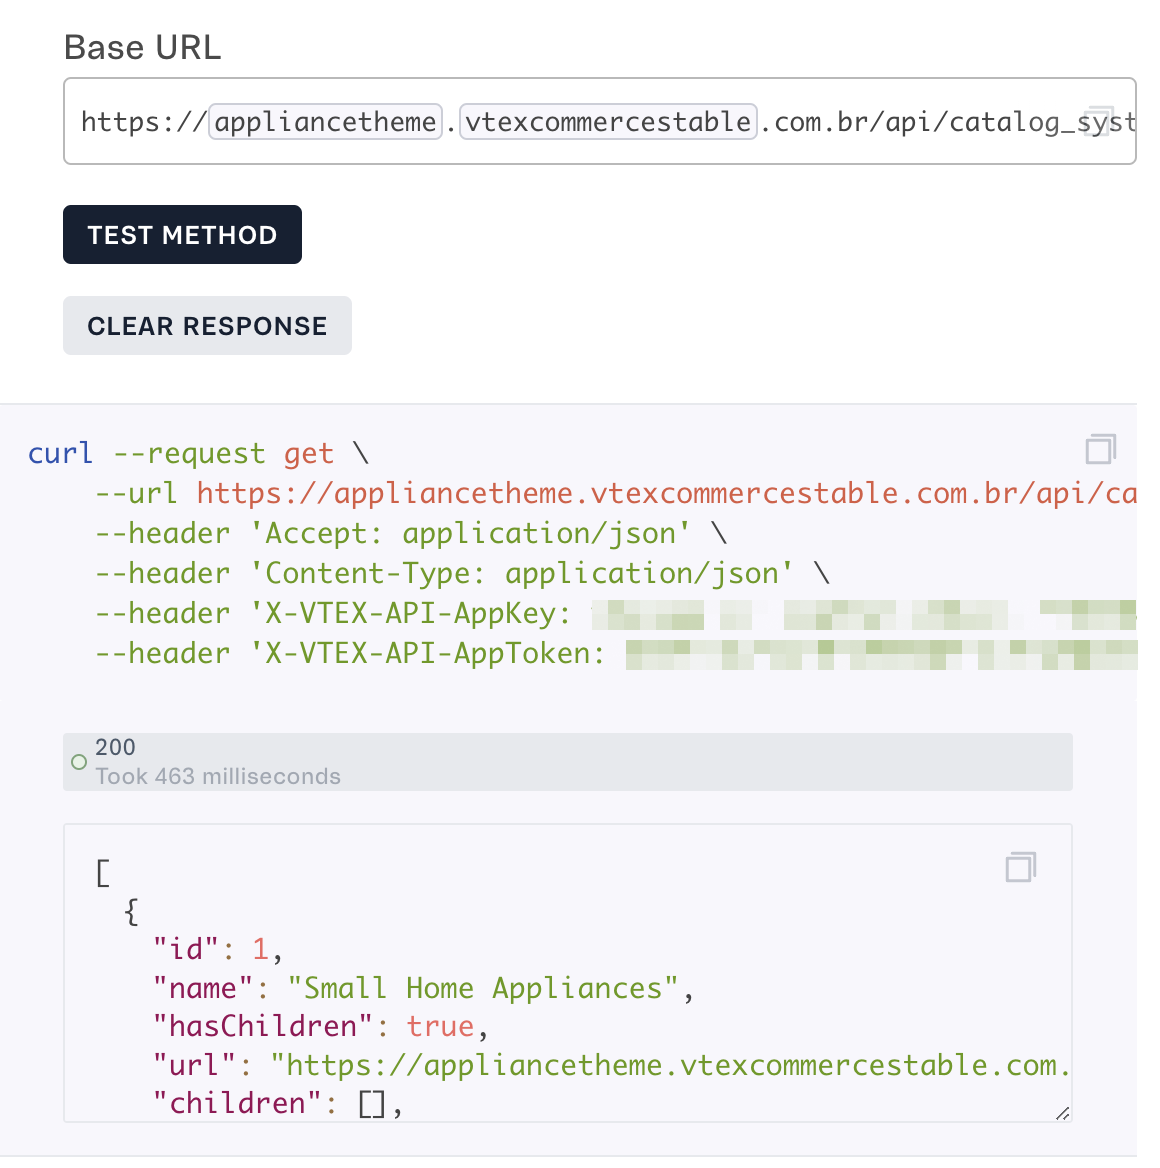 Base URL
https://appliancetheme.vtexcommercestable.com.br/api/catalog_syst
TEST METHOD
CLEAR RESPONSE
curl --request get \
--url https://appliancetheme.vtexcommercestable.com.br/api/ca
--header 'Accept: application/json' \
--header 'Content-Type: application/json' \
--header 'X-VTEX-API-AppKey:
--header 'X-VTEX-API-AppToken:
200
Took 463 milliseconds
[
{
"id": 1,
"name": "Small Home Appliances",
"hasChildren": true,
"url": "https://appliancetheme.vtexcommercestable.com.
"children": [],